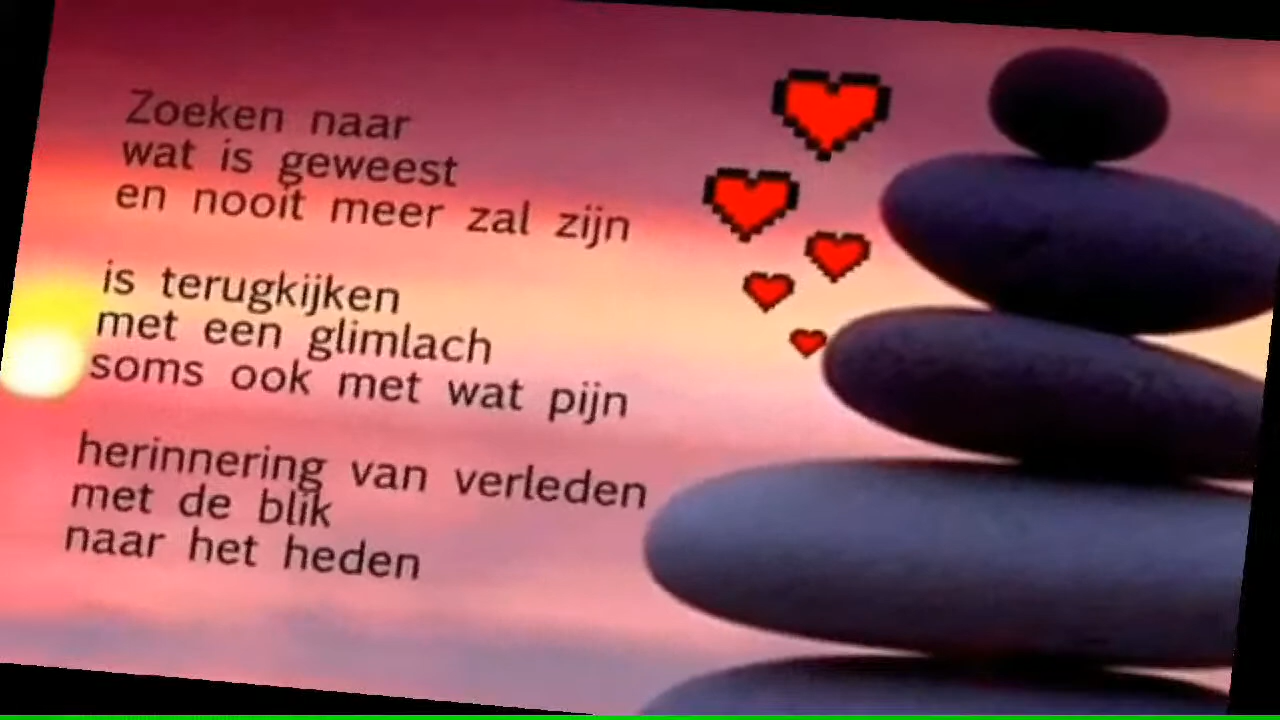 Zoeken naar
wat is geweest
en nooit meer zal zijn
is terugkijken
met een glimlach
soms ook met wat pijn
herinnering van verleden
met de blik
naar het heden